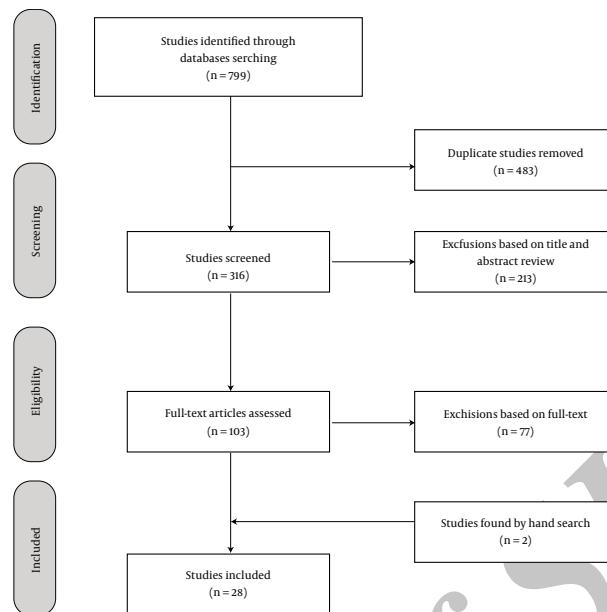 Identification
Studies identified through
databases serching
(n = 799)
Duplicate studies removed
(n = 483)
Screening
Studies screened
(n = 316)
Excfusions based on title and
abstract review
(n = 213)
Eligibility
Full-text articles assessed
(n = 103)
Exchisions based on full-text
(n = 77)
Included
Studies found by hand search
(n = 2)
Studies included
(n = 28)